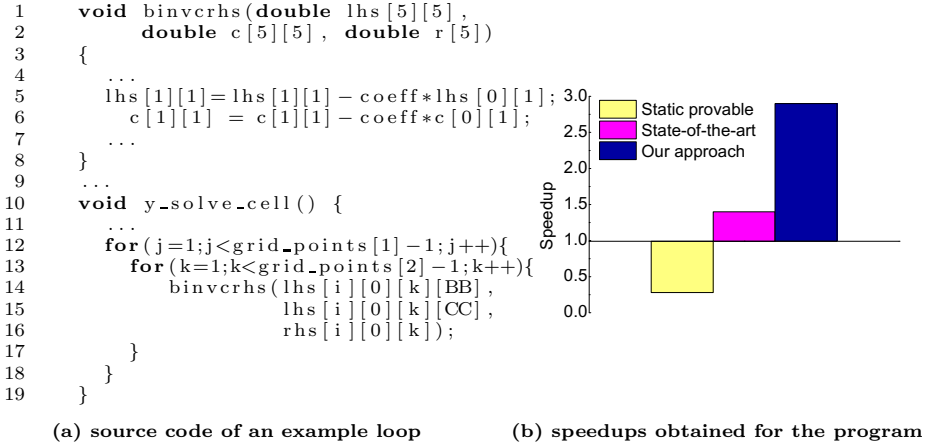 1 void binvcrhs(double lhs[5][5],
2 double c[5][5], double r[5])
3 {
4 ...
5 lhs[1][1]=lhs[1][1]-coeff*lhs[0][1];
6 c[1][1] = c[1][1]-coeff*c[0][1];
7 ...
8 }
9 ...
10 void y_solve_cell() {
11 ...
12 for(j=1;j<grid_points[1]-1;j++){
13 for(k=1;k<grid_points[2]-1;k++){
14 binvcrhs(lhs[i][0][k][BB],
15 lhs[i][0][k][CC],
16 rhs[i][0][k]);
17 }
18 }
19 }
(a) source code of an example loop
Speedup
3.0
2.5
2.0
1.5
1.0
0.5
0.0
Static provable
State-of-the-art
Our approach
(b) speedups obtained for the program